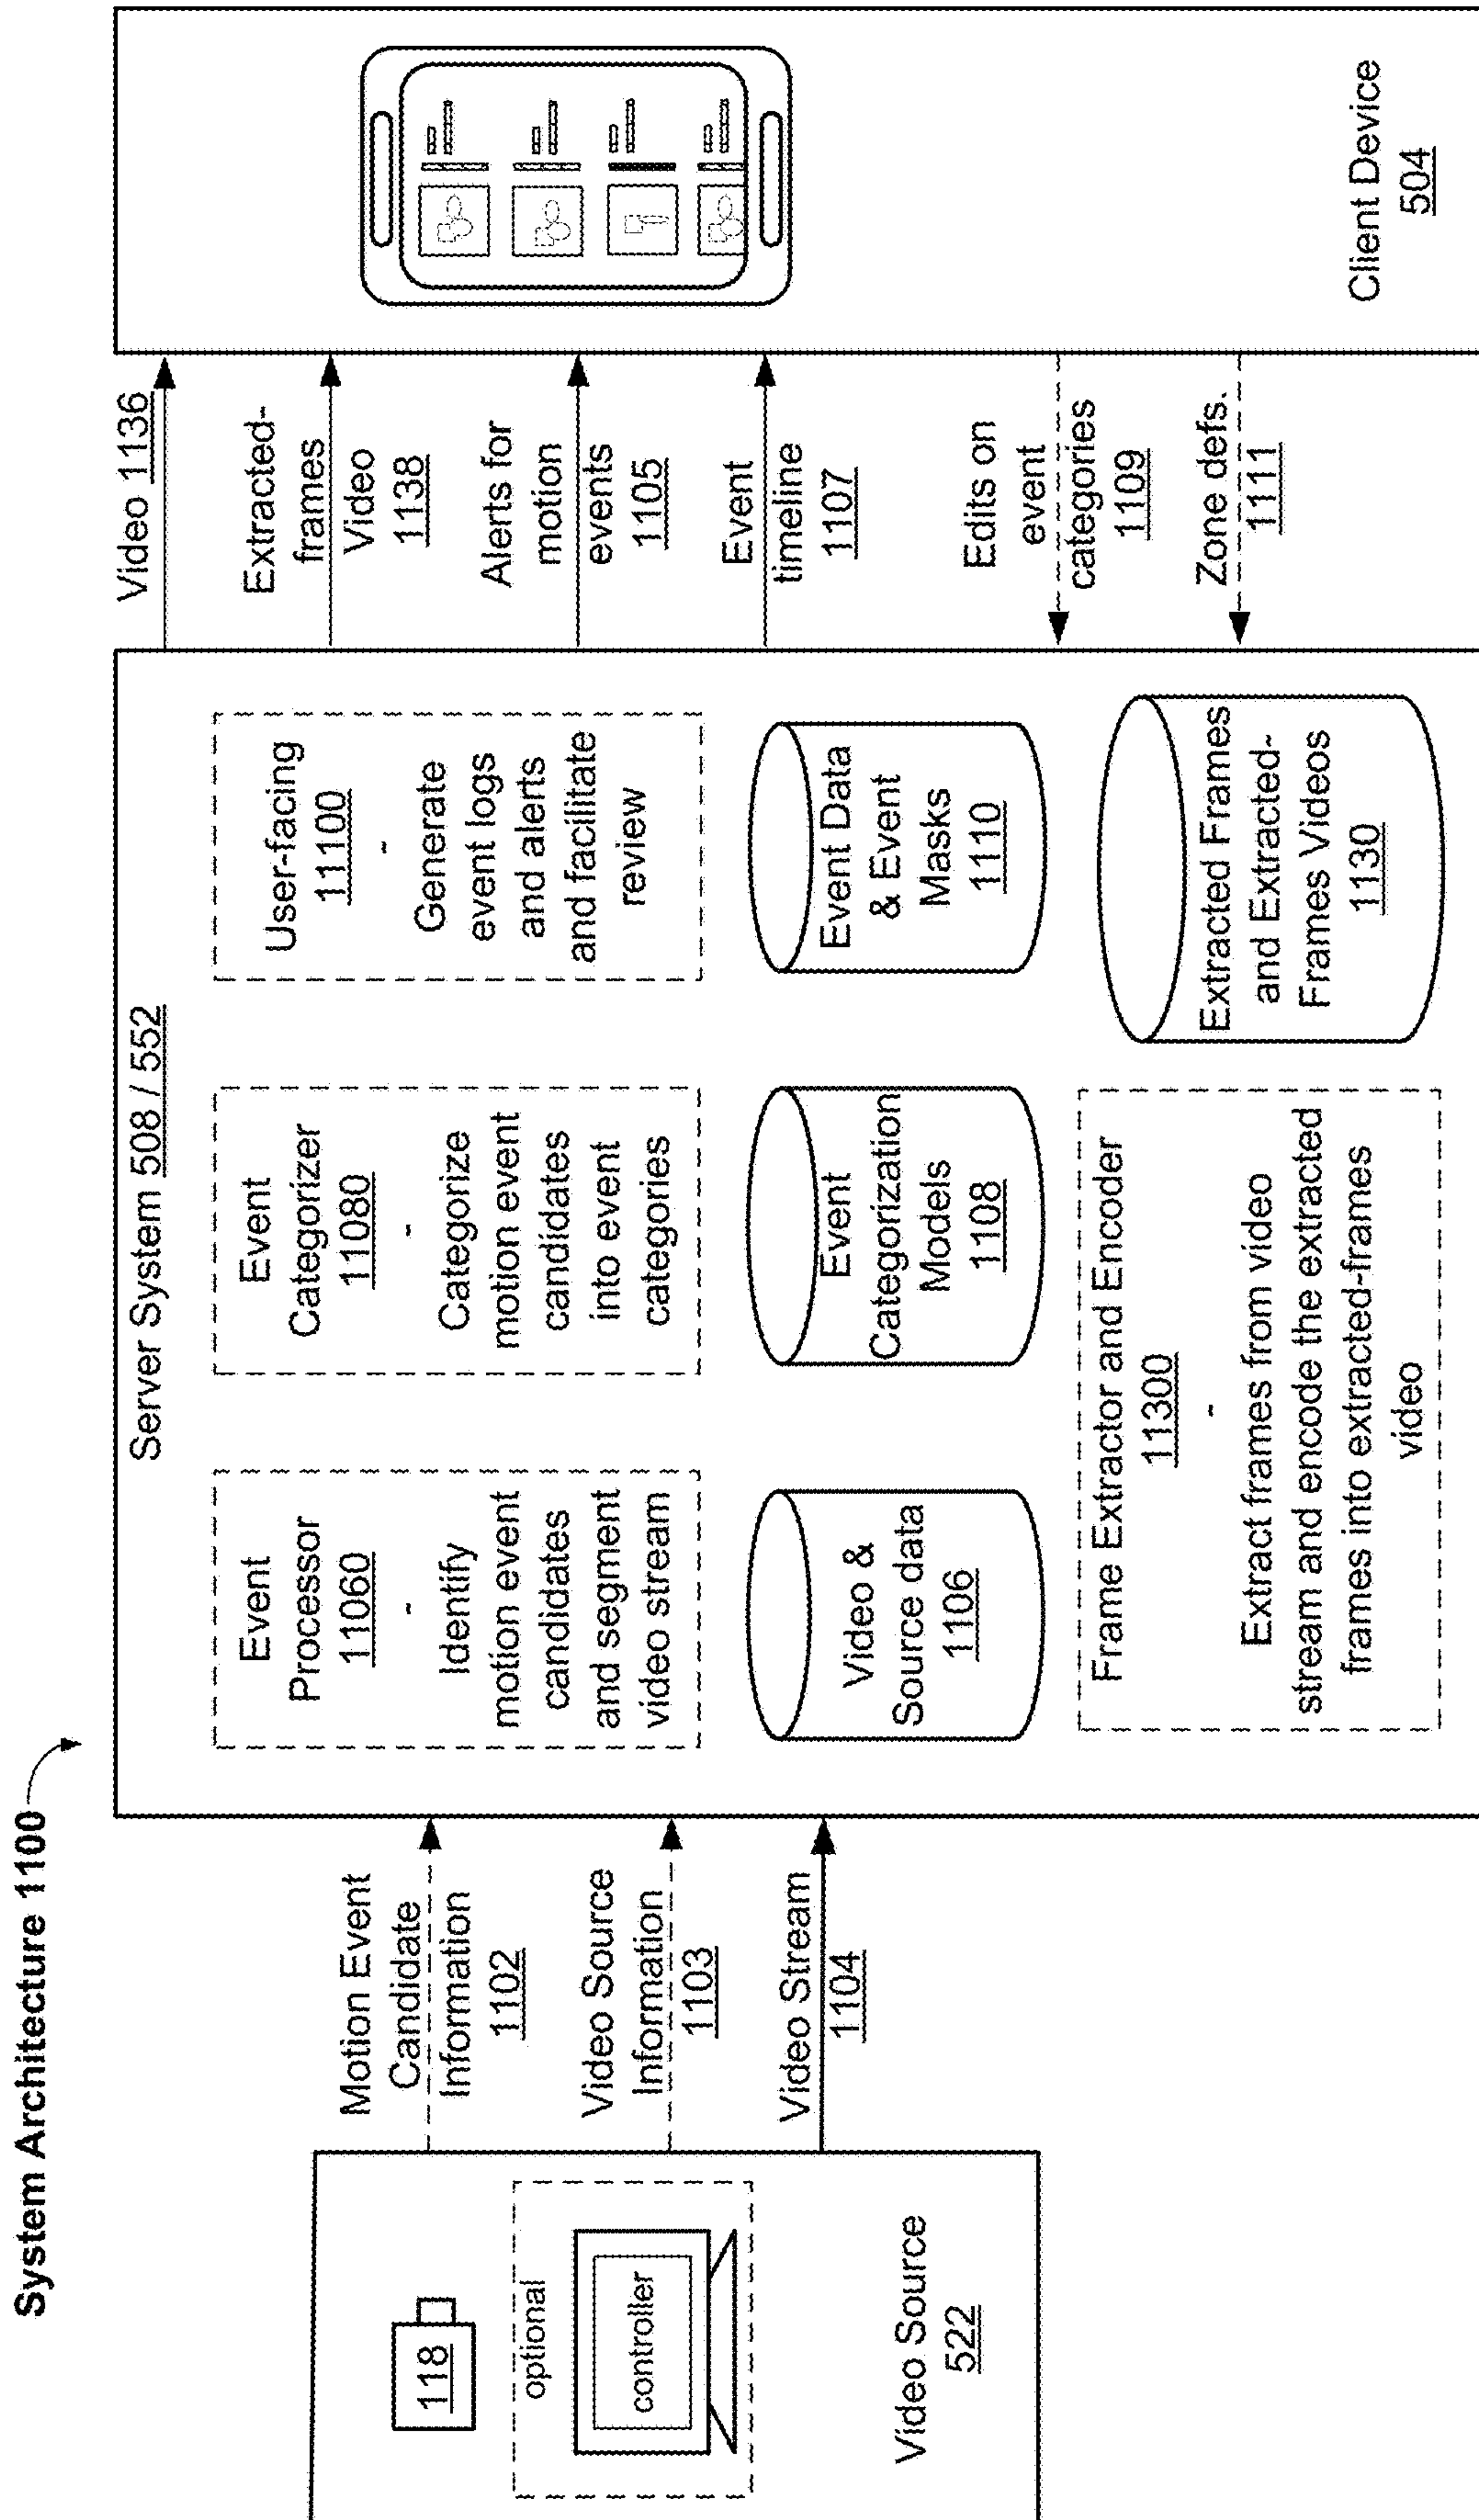 System Architecture 1100
118
optional
controller
Video Source
522
Motion Event
Candidate
Information
1102
Video Source
Information
1103
Video Stream
1104
Server System 508 / 552
Event
Processor
11060
-
Identify
motion event
candidates
and segment
video stream
Event
Categorizer
11080
-
Categorize
motion event
candidates
into event
categories
User-facing
11100
-
Generate
event logs
and alerts
and facilitate
review
Video &
Source data
1106
Event
Categorization
Models
1108
Event Data
& Event
Masks
1110
Frame Extractor and Encoder
11300
-
Extract frames from video
stream and encode the extracted
frames into extracted-frames
video
Extracted Frames
and Extracted-
Frames Videos
1130
Video 1136
Extracted-
frames
Video
1138
Alerts for
motion
events
1105
Event
timeline
1107
Edits on
event
categories
1109
Zone defs.
1111
Client Device
504